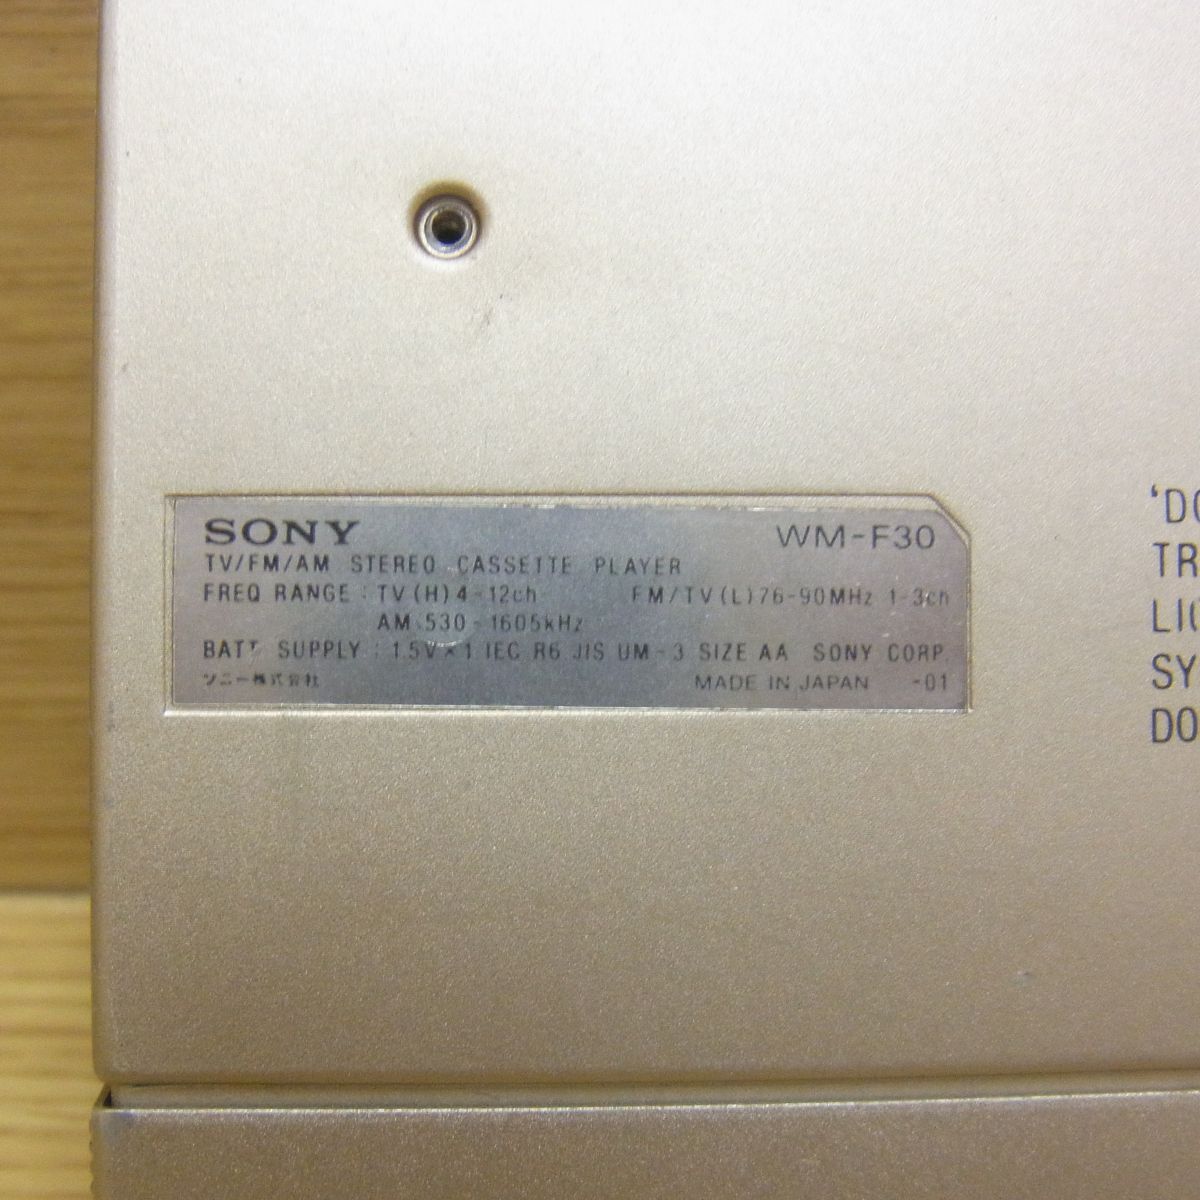 SONY WM-F30
TV/FM/AM STEREO CASSETTE PLAYER
FREQ RANGE : TV (H) 4-12ch FM/TV(L)76-90MHz 1-3ch
AM 530-1605kHz
BATT SUPPLY : 1.5V×1 IEC R6 JIS UM-3 SIZE AA SONY CORP.
ソニー株式会社 MADE IN JAPAN -01
'DO
TR
LI
SY
DO